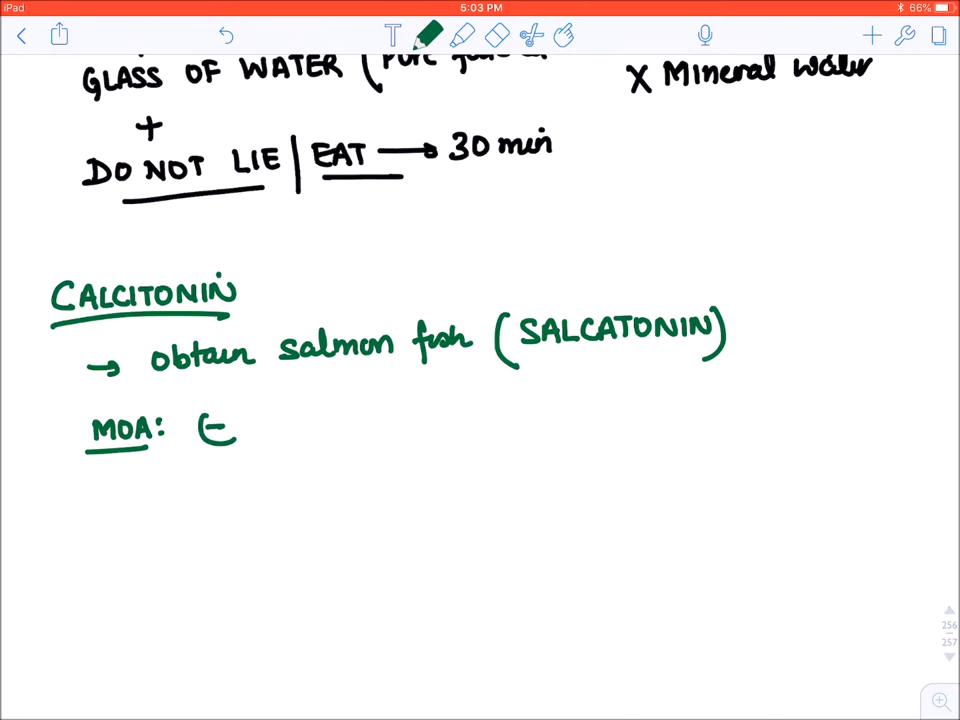 iPad 5:03 PM 66%
T
GLASS OF WATER (Pure
X Mineral water
+
DO NOT LIE | EAT → 30 min
CALCITONIN
→ obtain salmon fish (SALCATONIN)
MOA: (-
256
257